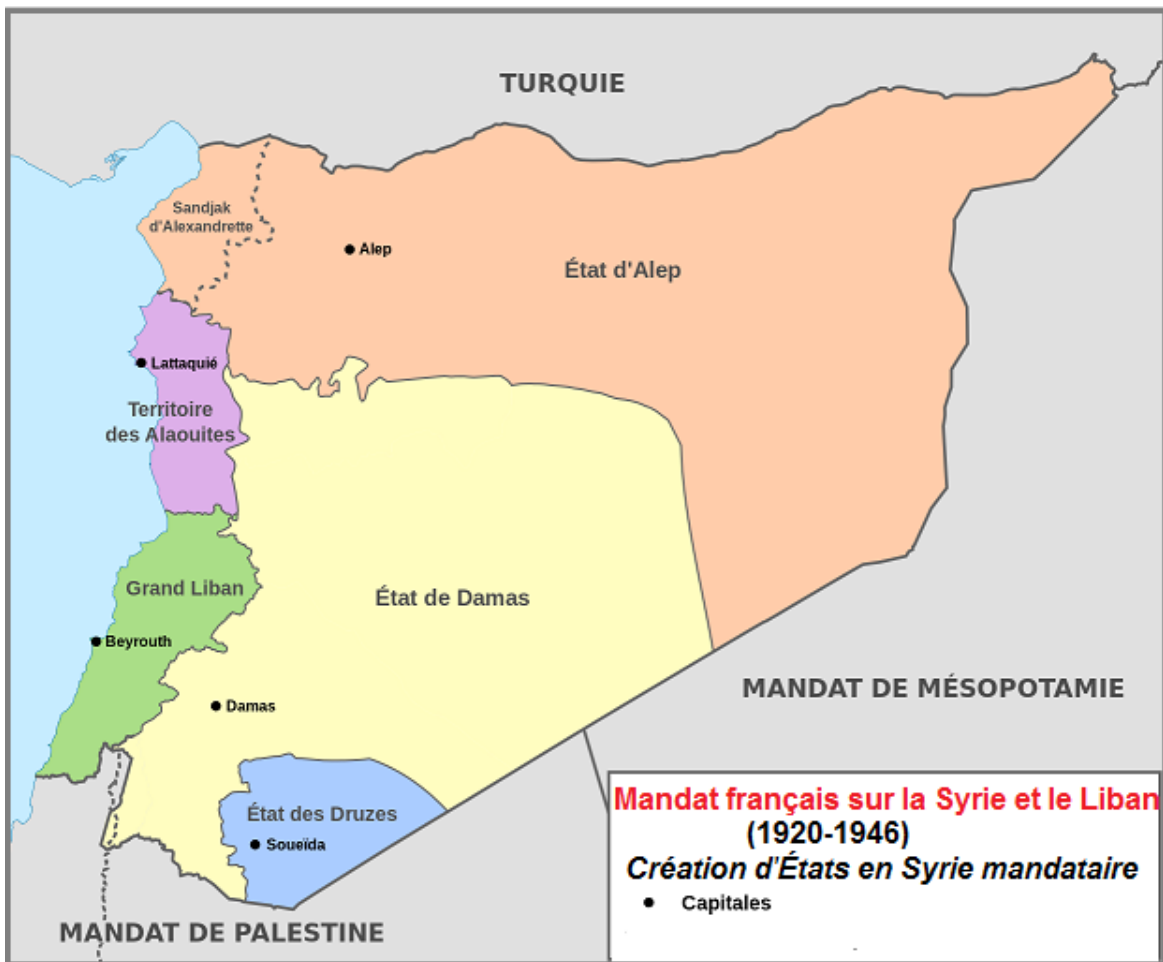 TURQUIE
Sandjak
d'Alexandrette
Alep
État d'Alep
Lattaquié
Territoire
des Alaouites
Grand Liban
État de Damas
Beyrouth
MANDAT DE MÉSOPOTAMIE
Damas
État des Druzes
Soueïda
MANDAT DE PALESTINE
Mandat français sur la Syrie et le Liban
(1920-1946)
Création d'États en Syrie mandataire
Capitales